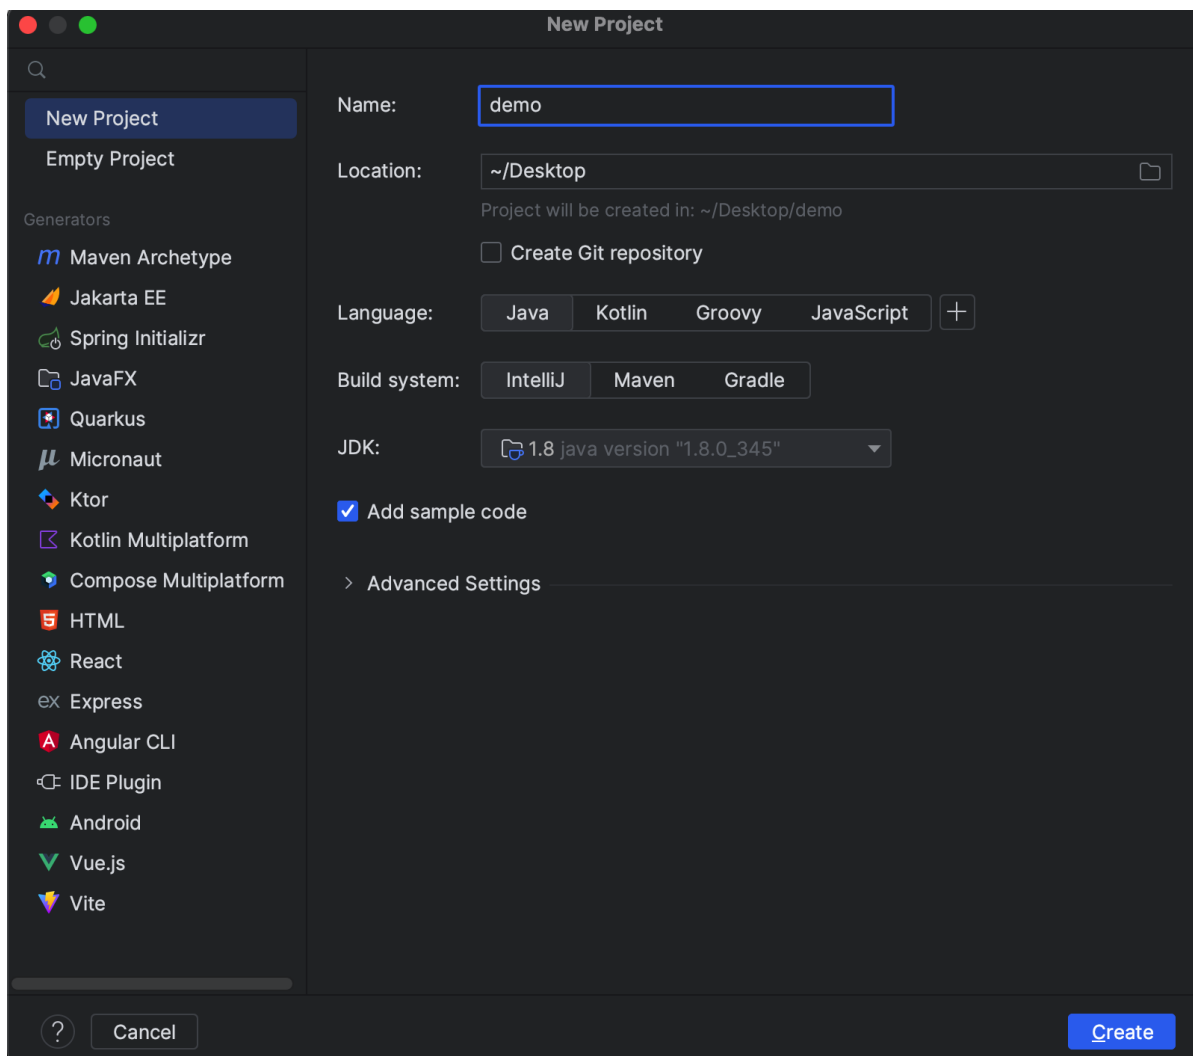 New Project
New Project
Empty Project
Generators
m Maven Archetype
Jakarta EE
Spring Initializr
JavaFX
Quarkus
μ Micronaut
Ktor
Kotlin Multiplatform
Compose Multiplatform
5 HTML
React
ex Express
A Angular CLI
IDE Plugin
Android
Vue.js
Vite
Name: demo
Location: ~/Desktop
Project will be created in: ~/Desktop/demo
Create Git repository
Language: Java Kotlin Groovy JavaScript +
Build system: IntelliJ Maven Gradle
JDK: 1.8 java version "1.8.0_345"
Add sample code
Advanced Settings
? Cancel Create